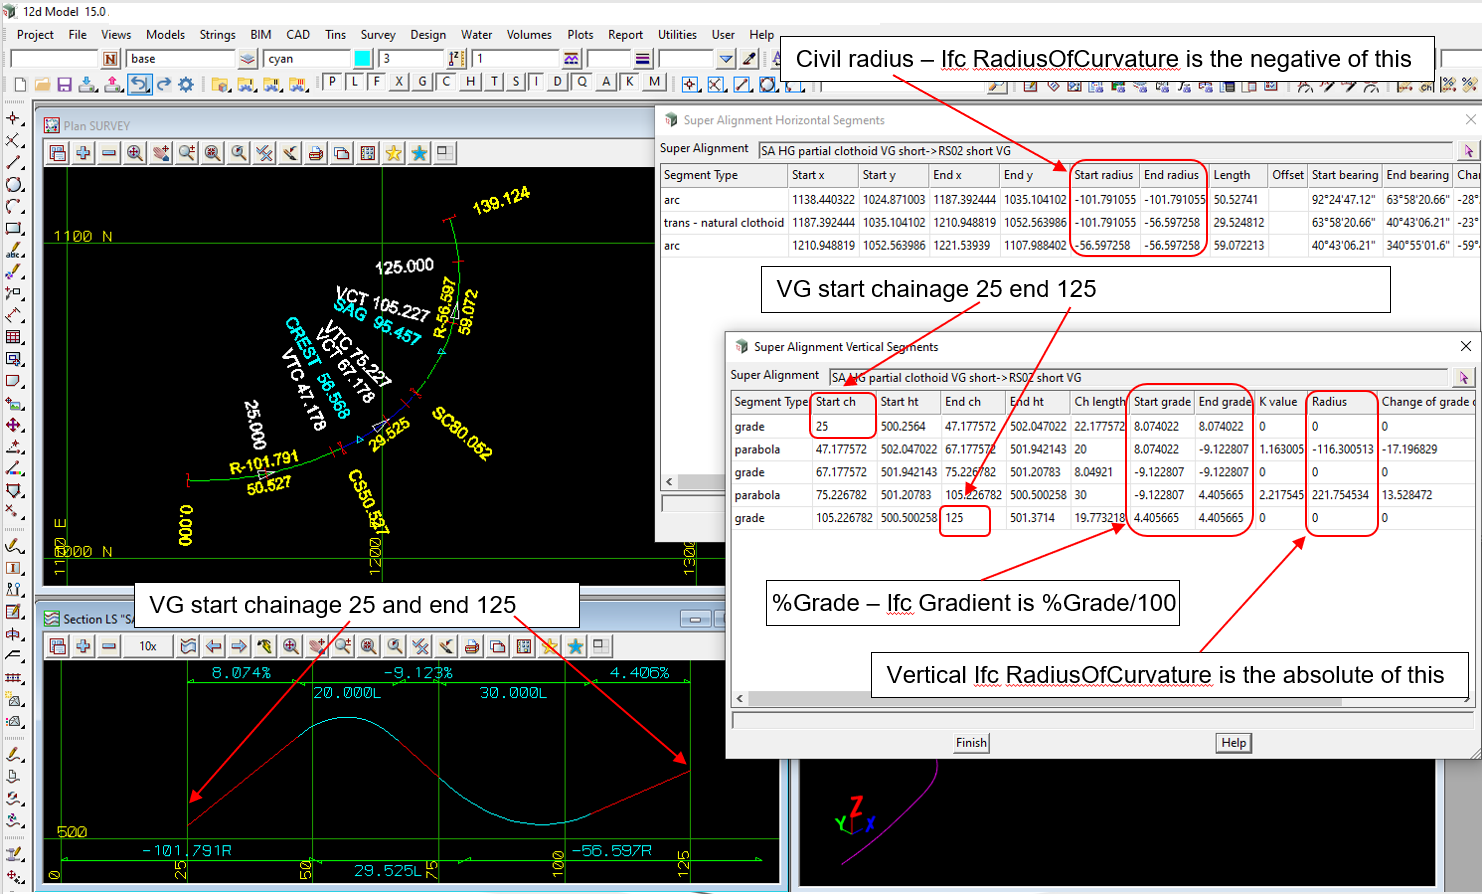 12d Model 15.0
Project File Edit Views Models Strings BIM CAD Tins Survey Design Water Volumes Plots Report Utilities User Help
N base cyan 3 1
P L F X G C H T S I D Q A K M
Civil radius – Ifc RadiusOfCurvature is the negative of this
Plan SURVEY
1100 N
139.124
125.000
VCT 105.227
SAG 95.457
VTC 75.227
VCT 67.178
CREST 56.568
VTC 47.178
25.000
R-56.597
59.072
29.525
SC80.052
R-101.791
50.527
CS50.527
0.000
1000 N
1200
Super Alignment Horizontal Segments
Super Alignment SA HG partial clothoid VG short->RS02 short VG
Segment Type Start x Start y End x End y Start radius End radius Length Offset Start bearing End bearing
arc 1138.440322 1024.871003 1187.392444 1035.104102 -101.791055 -101.791055 50.52741 92°24'47.12" 63°58'20.66" -28°
trans - natural clothoid 1187.392444 1035.104102 1210.948819 1052.563986 -101.791055 -56.597258 29.524812 63°58'20.66" 40°43'06.21" -23°
arc 1210.948819 1052.563986 1221.53939 1107.988402 -56.597258 -56.597258 59.072213 40°43'06.21" 340°55'01.6" -59°
VG start chainage 25 end 125
Super Alignment Vertical Segments
Super Alignment SA HG partial clothoid VG short->RS02 short VG
Segment Type Start ch Start ht End ch End ht Ch length Start grade End grade K value Radius Change of grade
grade 25 500.2564 47.177572 502.047022 22.177572 8.074022 8.074022 0 0 0
parabola 47.177572 502.047022 67.177572 501.942143 20 8.074022 -9.122807 1.163005 -116.300513 -17.196829
grade 67.177572 501.942143 75.226782 501.20783 8.04921 -9.122807 -9.122807 0 0 0
parabola 75.226782 501.20783 105.226782 500.500258 30 -9.122807 4.405665 2.217545 221.754534 13.528472
grade 105.226782 500.500258 125 501.3714 19.773218 4.405665 4.405665 0 0 0
%Grade – Ifc Gradient is %Grade/100
Vertical Ifc RadiusOfCurvature is the absolute of this
Finish Help
VG start chainage 25 and end 125
Section LS "SA
10x
8.074% -9.123% 4.406%
20.000L 30.000L
500
-101.791R -56.597R
29.525L
0 25 50 75 100 125
Z
Y X